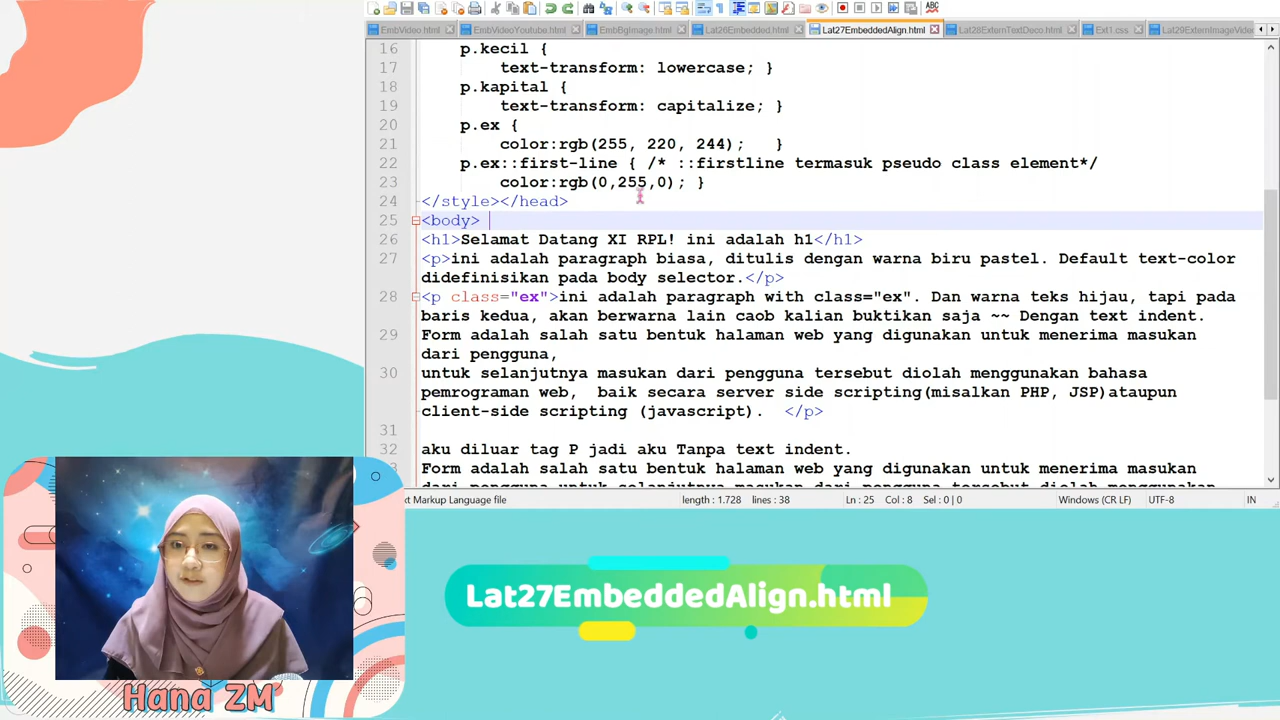 EmbVideo.html EmbVideoYoutube.html EmbBgImage.html Lat26Embedded.html Lat27EmbeddedAlign.html Lat28ExternTextDeco.html Ext1.css Lat29ExternImageVideo
16 p.kecil {
17 text-transform: lowercase; }
18 p.kapital {
19 text-transform: capitalize; }
20 p.ex {
21 color:rgb(255, 220, 244); }
22 p.ex::first-line { /* ::firstline termasuk pseudo class element*/
23 color:rgb(0,255,0); }
24 </style></head>
25 <body>
26 <h1>Selamat Datang XI RPL! ini adalah h1</h1>
27 <p>ini adalah paragraph biasa, ditulis dengan warna biru pastel. Default text-color
didefinisikan pada body selector.</p>
28 <p class="ex">ini adalah paragraph with class="ex". Dan warna teks hijau, tapi pada
baris kedua, akan berwarna lain caob kalian buktikan saja ~~ Dengan text indent.
29 Form adalah salah satu bentuk halaman web yang digunakan untuk menerima masukan
dari pengguna,
30 untuk selanjutnya masukan dari pengguna tersebut diolah menggunakan bahasa
pemrograman web, baik secara server side scripting(misalkan PHP, JSP)ataupun
client-side scripting (javascript). </p>
31
32 aku diluar tag P jadi aku Tanpa text indent.
Form adalah salah satu bentuk halaman web yang digunakan untuk menerima masukan
dari pengguna untuk selanjutnya masukan dari pengguna tersebut diolah menggunakan
t Markup Language file length : 1.728 lines : 38 Ln : 25 Col : 8 Sel : 0 | 0 Windows (CR LF) UTF-8 IN
Lat27EmbeddedAlign.html
Hana ZM'